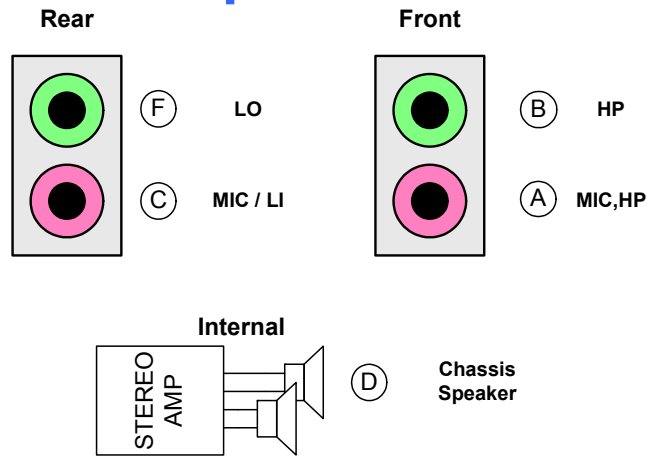 Rear
Front
F
LO
B
HP
C
MIC / LI
A
MIC,HP
Internal
STEREO
AMP
D
Chassis
Speaker